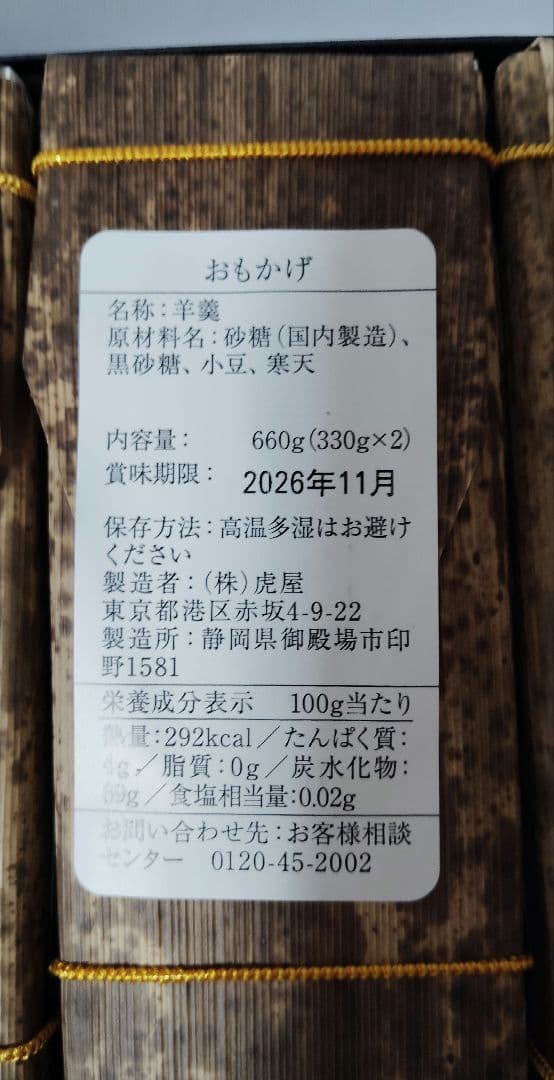 おもかげ
名称：羊羹
原材料名：砂糖（国内製造）、
黒砂糖、小豆、寒天
内容量： 660g（330g×2）
賞味期限： 2026年11月
保存方法：高温多湿はお避け
ください
製造者：（株）虎屋
東京都港区赤坂4-9-22
製造所：静岡県御殿場市印
野1581
栄養成分表示 100g当たり
熱量：292kcal／たんぱく質：
4g／脂質：0g／炭水化物：
69g／食塩相当量：0.02g
お問い合わせ先：お客様相談
センター 0120-45-2002